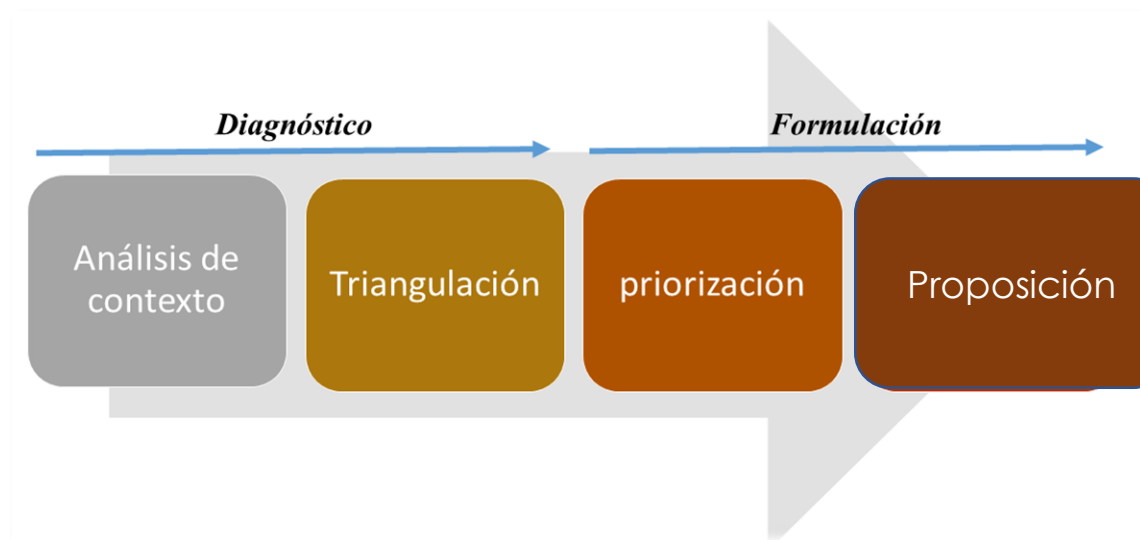 Diagnóstico
Formulación
Análisis de
contexto
Triangulación
priorización
Proposición